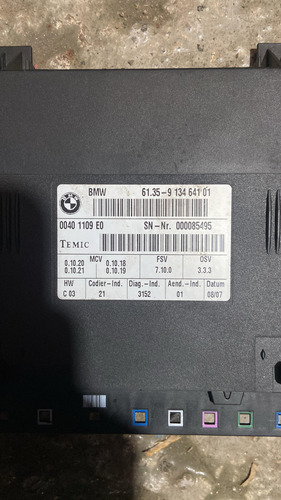 BMW 61.35-9 134 641 01
0040 1109 E0 SN-Nr. 000085495
TEMIC
MCV FSV OSV
0.10.20 0.10.18 7.10.0 3.3.3
0.10.21 0.10.19
HW Codier-Ind. Diag.-Ind. Aend.-Ind. Datum
C 03 21 3152 01 08/07